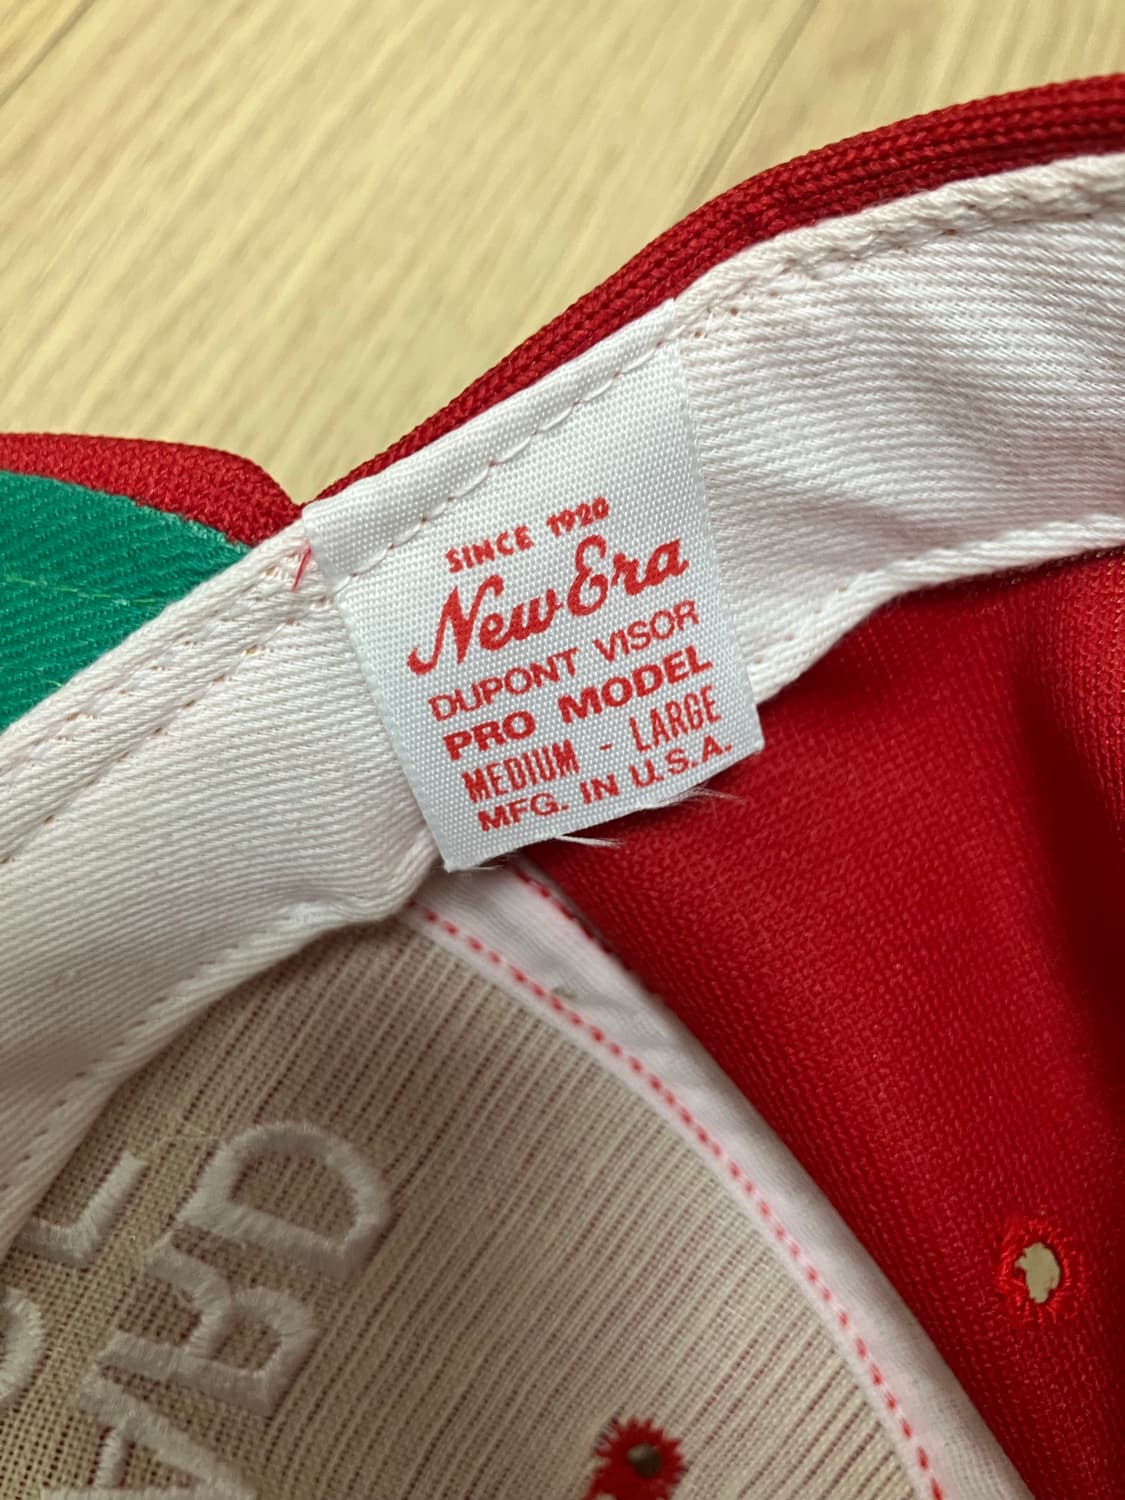 SINCE 1920
New Era
DUPONT VISOR
PRO MODEL
MEDIUM - LARGE
MFG. IN U.S.A.